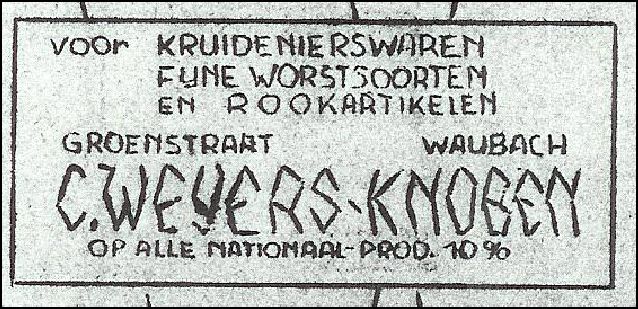 voor KRUIDENIERSWAREN
FIJNE WORSTSOORTEN
EN ROOKARTIKELEN
GROENSTRAAT WAUBACH
C. WEYERS-KNOBEN
OP ALLE NATIONAAL-PROD. 10%